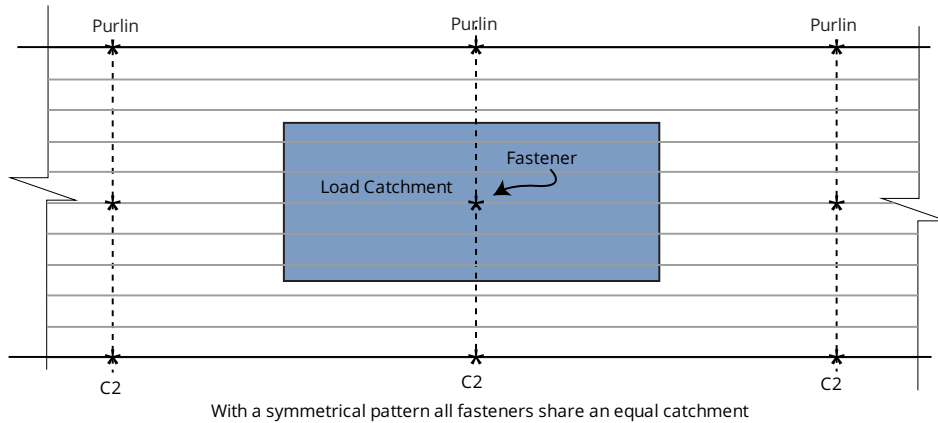 Purlin Purlin Purlin
Fastener
Load Catchment
C2 C2 C2
With a symmetrical pattern all fasteners share an equal catchment